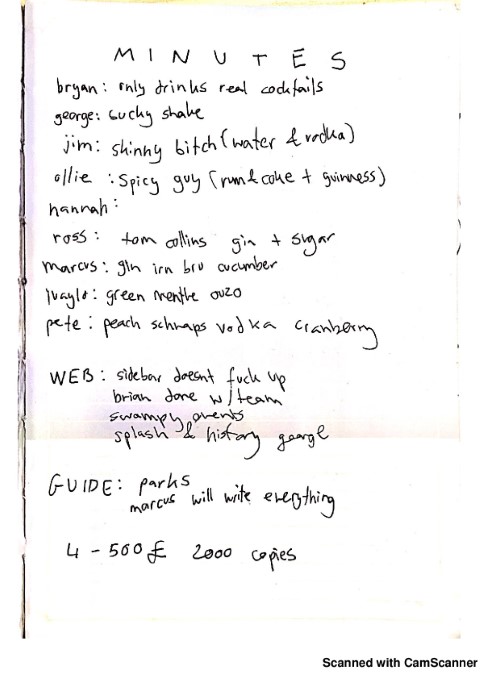 MINUTES
bryan: only drinks real cocktails
george: sucky shake
jim: skinny bitch (water & vodka)
ollie: spicy guy (rum & coke + guinness)
hannah:
ross: tom collins gin + sugar
marcus: gin irn bru cucumber
green menthe ouzo
pete: peach schnaps vodka cranberry
WEB: sidebar doesnt fuck up
brian done w/ team
swampy events
splash & history george
GUIDE: parks
marcus will write everything
4 - 500£ 2000 copies
Scanned with CamScanner